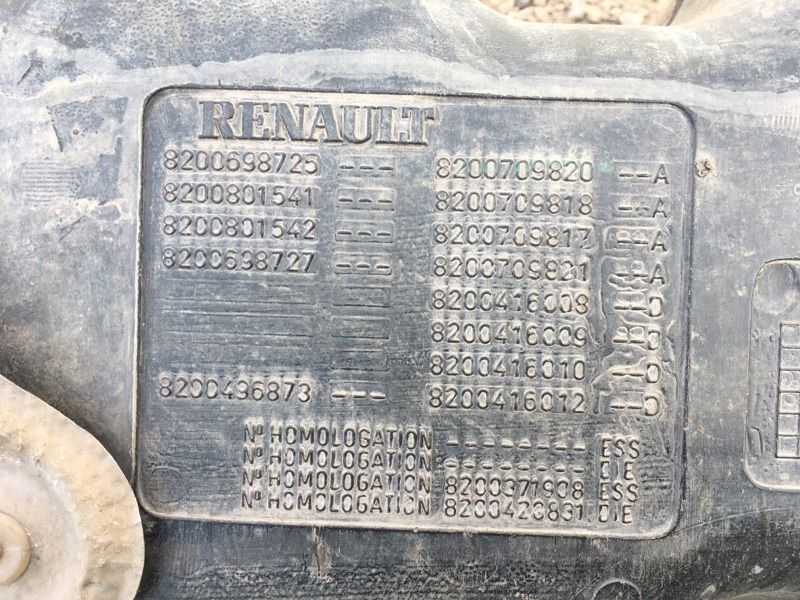 RENAULT
8200698725 --- 8200709820 --A
8200801541 --- 8200709818 --A
8200801542 --- 8200709817 --A
8200698727 --- 8200709821 --A
8200416008 --D
8200416009 --D
8200416010 --D
8200496873 --- 8200416012 --D
Nº HOMOLOGATION ------- ESS
Nº HOMOLOGATION ------- DIE
Nº HOMOLOGATION 8200371908 ESS
Nº HOMOLOGATION 8200423831 DIE